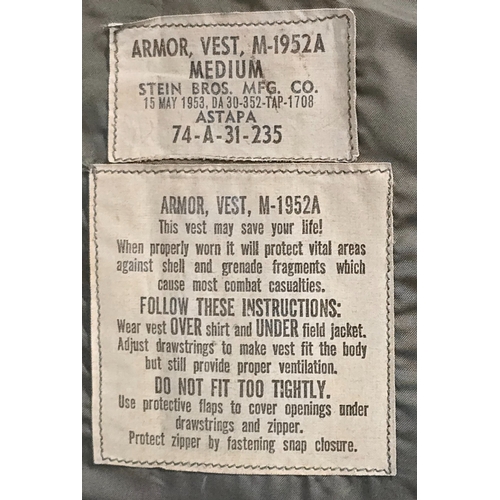 ARMOR, VEST, M-1952A
MEDIUM
STEIN BROS. MFG. CO.
15 MAY 1953, DA 30-352-TAP-1708
ASTAPA
74-A-31-235
ARMOR, VEST, M-1952A
This vest may save your life!
When properly worn it will protect vital areas
against shell and grenade fragments which
cause most combat casualties.
FOLLOW THESE INSTRUCTIONS:
Wear vest OVER shirt and UNDER field jacket.
Adjust drawstrings to make vest fit the body
but still provide proper ventilation.
DO NOT FIT TOO TIGHTLY.
Use protective flaps to cover openings under
drawstrings and zipper.
Protect zipper by fastening snap closure.